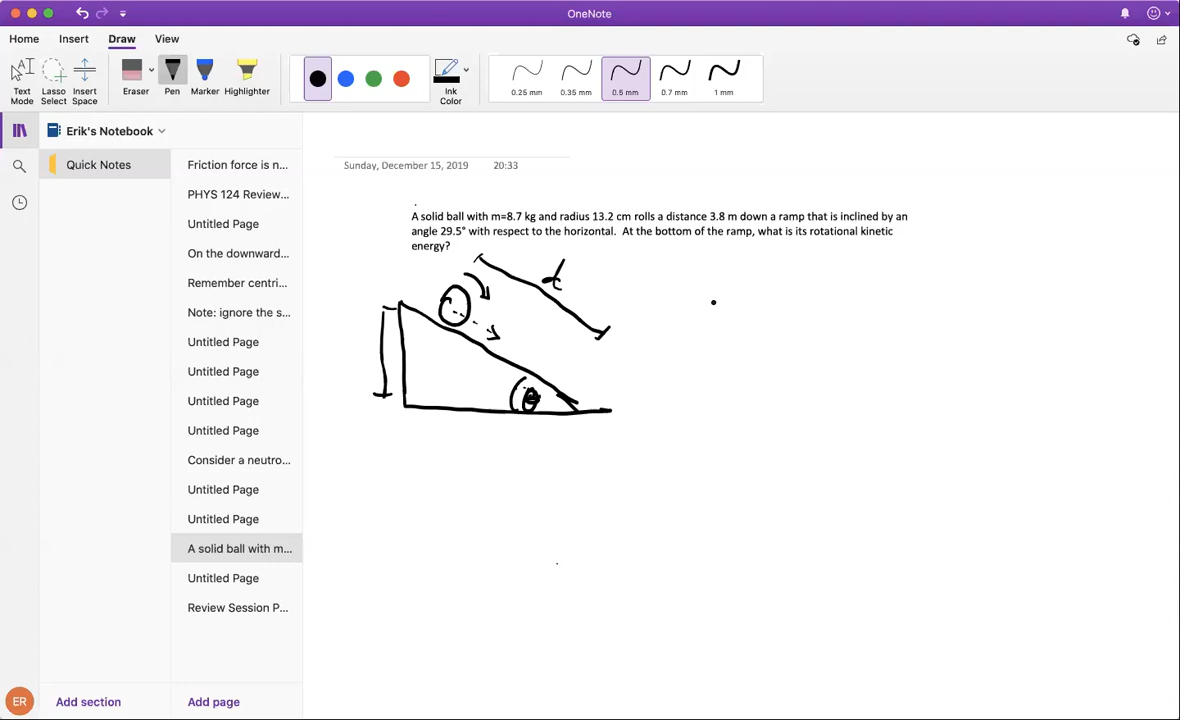 OneNote
Home
Insert
Draw
View
Text Mode
Lasso Select
Insert Space
Eraser
Pen
Marker
Highlighter
Ink Color
0.25 mm
0.35 mm
0.5 mm
0.7 mm
1 mm
Erik's Notebook
Quick Notes
Friction force is n...
PHYS 124 Review...
Untitled Page
On the downward...
Remember centri...
Note: ignore the s...
Untitled Page
Untitled Page
Untitled Page
Untitled Page
Consider a neutro...
Untitled Page
Untitled Page
A solid ball with m...
Untitled Page
Review Session P...
Add section
Add page
ER
Sunday, December 15, 2019 20:33
A solid ball with m=8.7 kg and radius 13.2 cm rolls a distance 3.8 m down a ramp that is inclined by an
angle 29.5° with respect to the horizontal. At the bottom of the ramp, what is its rotational kinetic
energy?
d
θ